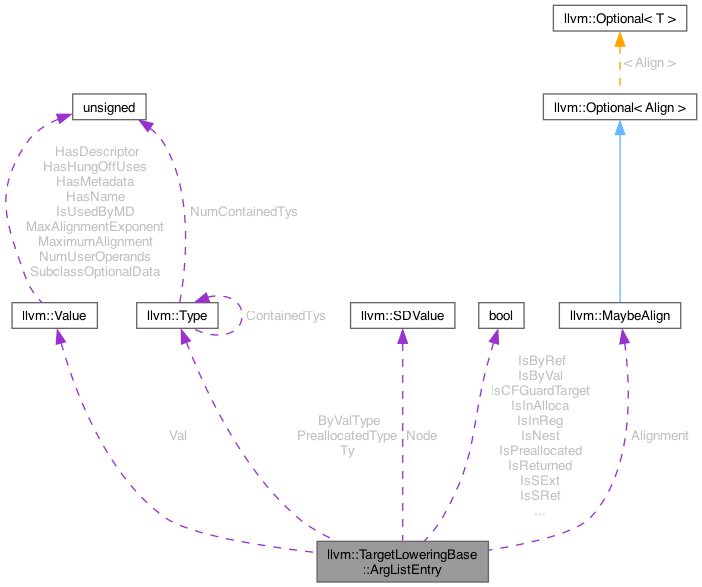 llvm::Optional< T >
< Align >
unsigned
llvm::Optional< Align >
HasDescriptor
HasHungOffUses
HasMetadata
HasName
IsUsedByMD
MaxAlignmentExponent
MaximumAlignment
NumUserOperands
SubclassOptionalData
NumContainedTys
llvm::Value
llvm::Type
ContainedTys
llvm::SDValue
bool
llvm::MaybeAlign
Val
ByValType
PreallocatedType
Ty
Node
IsByRef
IsByVal
IsCFGuardTarget
IsInAlloca
IsInReg
IsNest
IsPreallocated
IsReturned
IsSExt
IsSRet
...
Alignment
llvm::TargetLoweringBase
::ArgListEntry